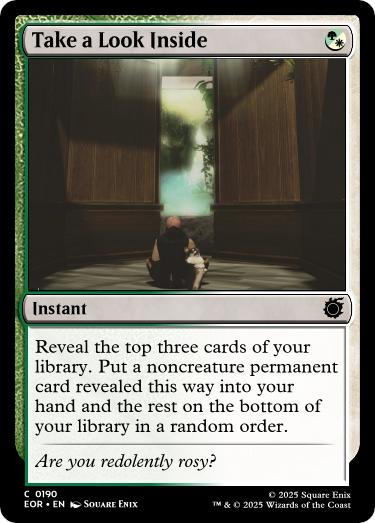 Take a Look Inside
Instant
Reveal the top three cards of your
library. Put a noncreature permanent
card revealed this way into your
hand and the rest on the bottom of
your library in a random order.
Are you redolently rosy?
C 0190
EOR • EN SQUARE ENIX
© 2025 Square Enix
™ & © 2025 Wizards of the Coast